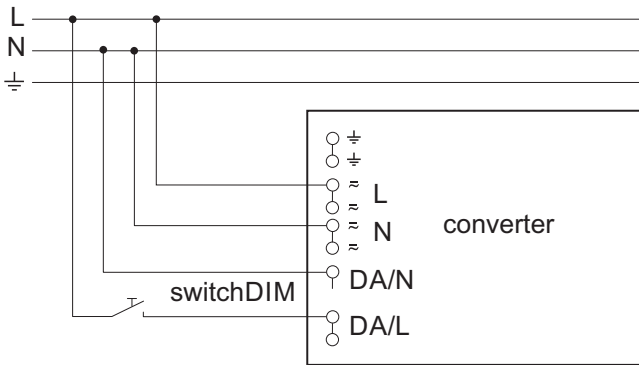 L
N
L
N
converter
DA/N
switchDIM
DA/L